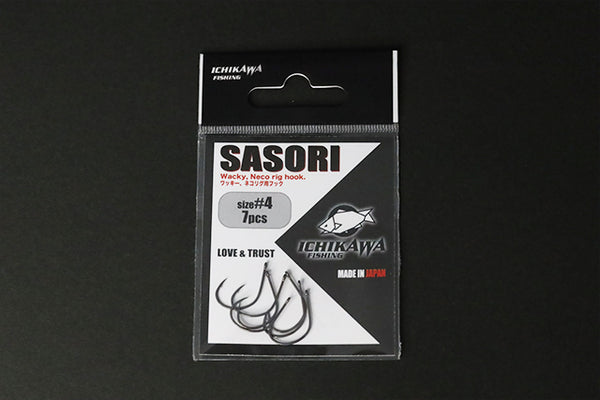 ICHIKAWA
FISHING
SASORI
Wacky, Neco rig hook.
ワッキー、ネコリグ用フック
size#4
7pcs
LOVE & TRUST
ICHIKAWA
FISHING
MADE IN JAPAN